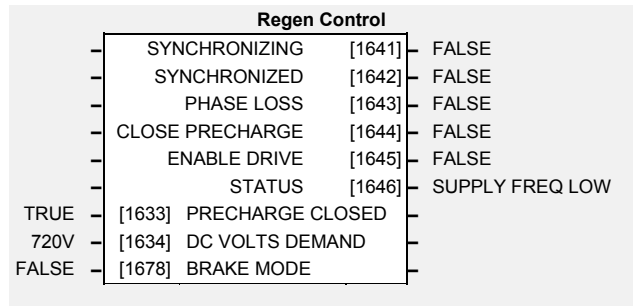 Regen Control
SYNCHRONIZING [1641] FALSE
SYNCHRONIZED [1642] FALSE
PHASE LOSS [1643] FALSE
CLOSE PRECHARGE [1644] FALSE
ENABLE DRIVE [1645] FALSE
STATUS [1646] SUPPLY FREQ LOW
TRUE [1633] PRECHARGE CLOSED
720V [1634] DC VOLTS DEMAND
FALSE [1678] BRAKE MODE